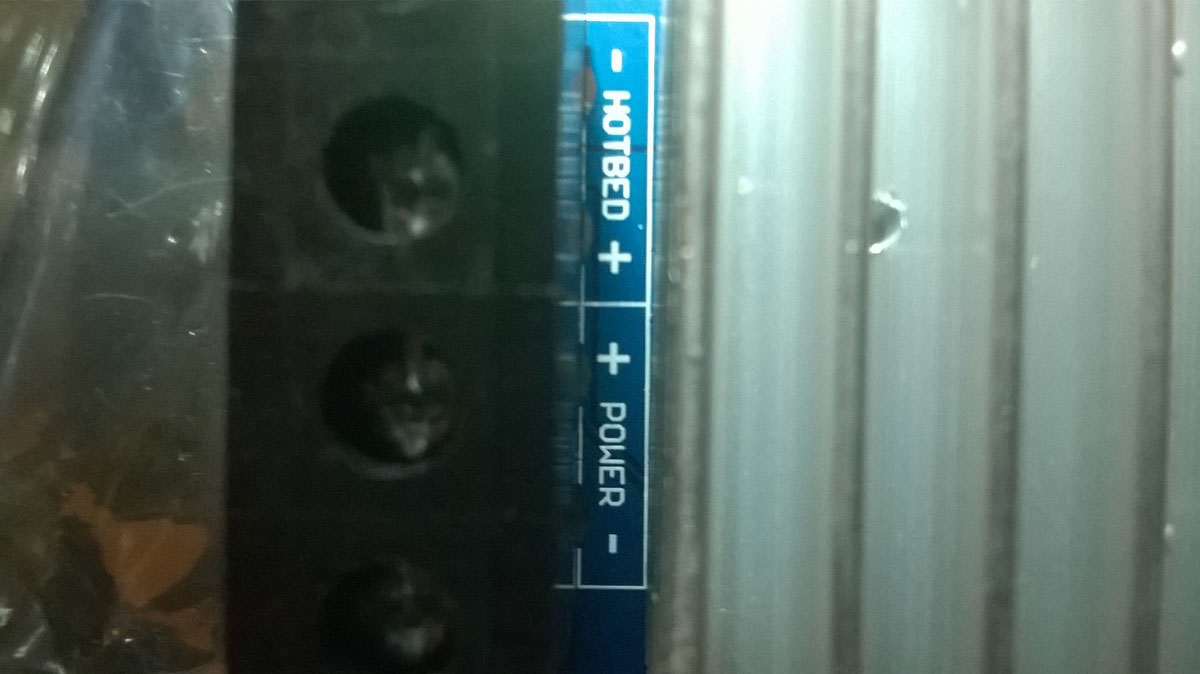 - HOTBED +
+ POWER -